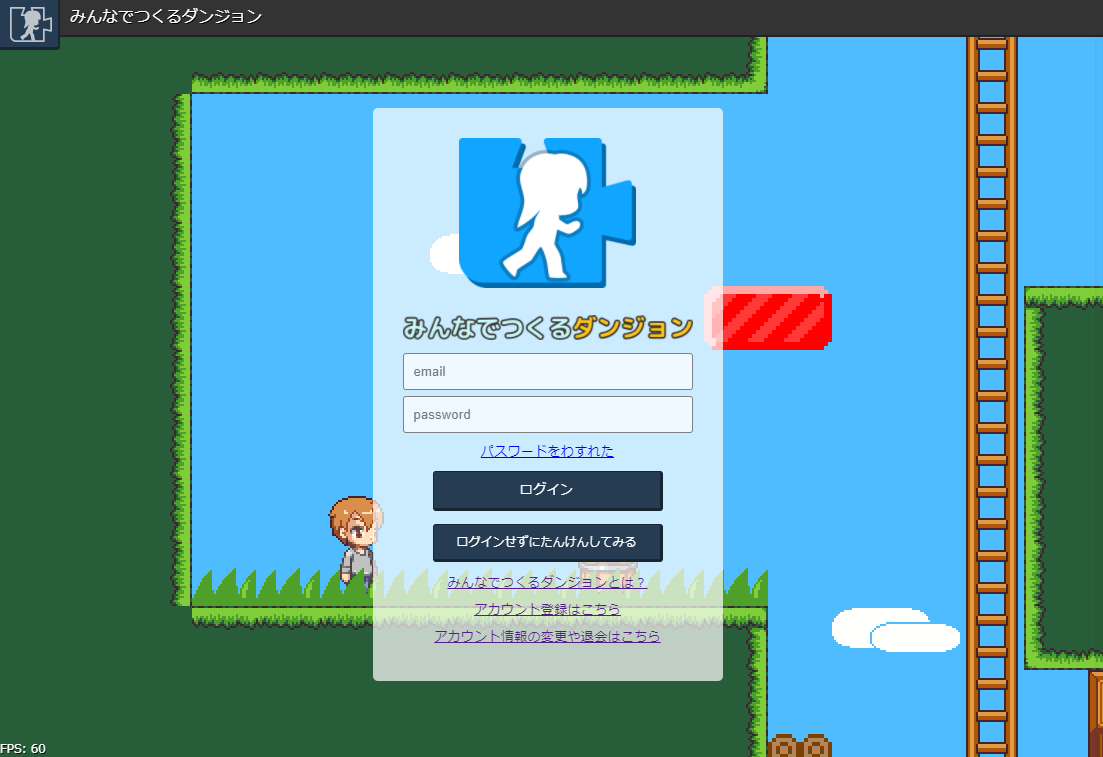 みんなでつくるダンジョン
みんなでつくるダンジョン
email
password
パスワードをわすれた
ログイン
ログインせずにたんけんしてみる
みんなでつくるダンジョンとは？
アカウント登録はこちら
アカウント情報の変更や退会はこちら
FPS: 60